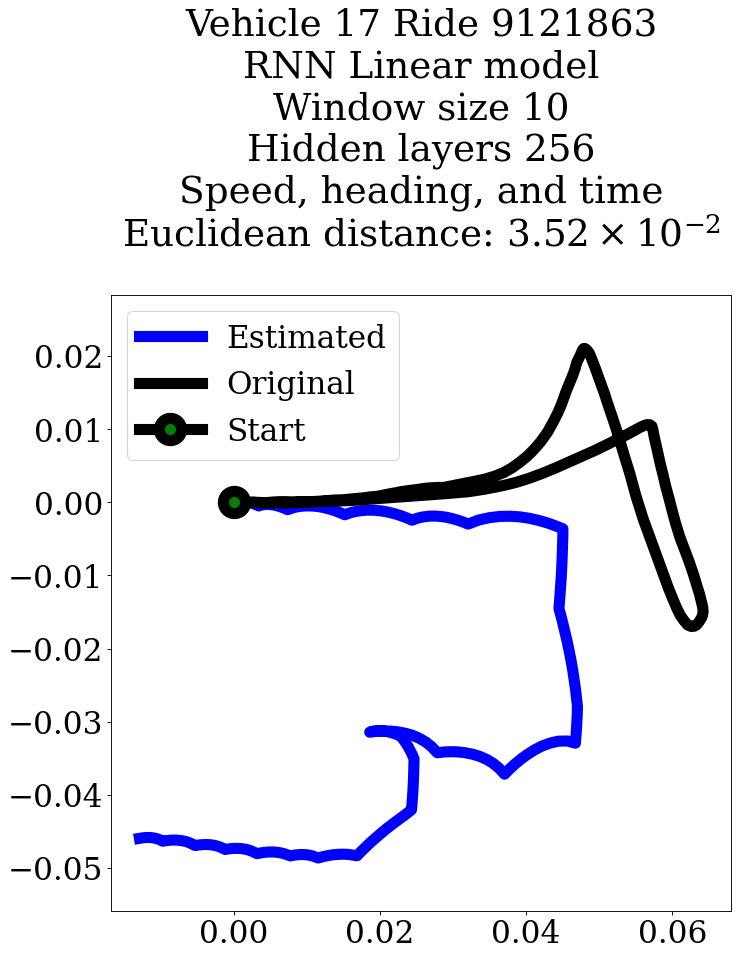 Vehicle 17 Ride 9121863
RNN Linear model
Window size 10
Hidden layers 256
Speed, heading, and time
Euclidean distance: 3.52 × 10⁻²
Estimated
Original
Start
0.02
0.01
0.00
−0.01
−0.02
−0.03
−0.04
−0.05
0.00 0.02 0.04 0.06